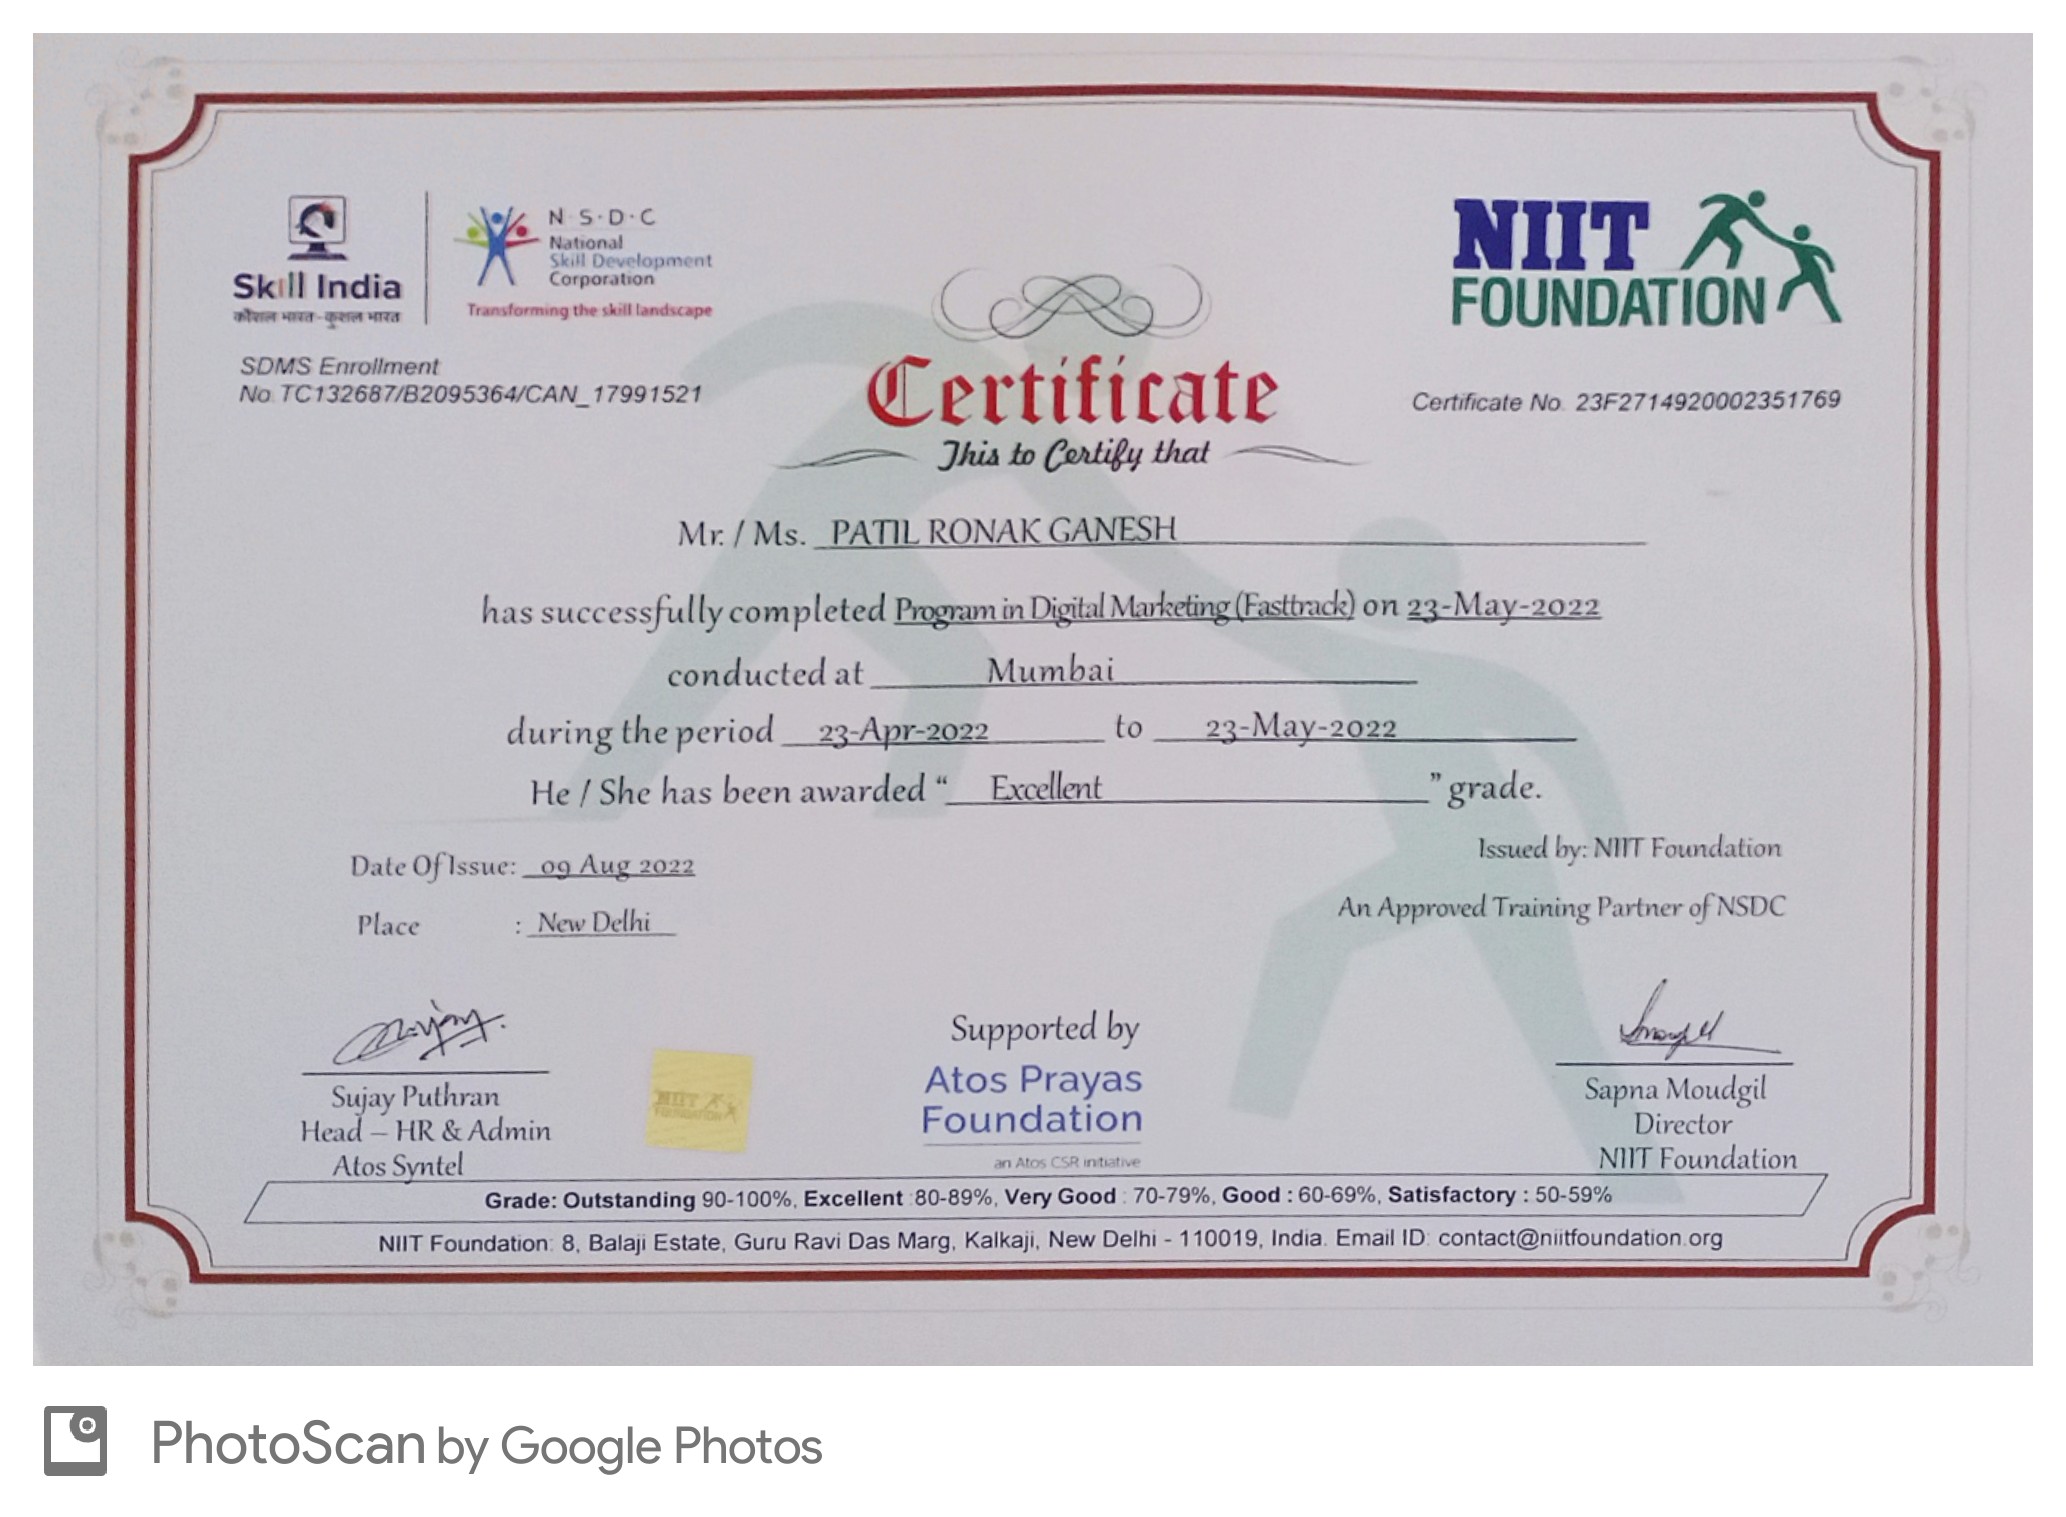 Skill India
कौशल भारत-कुशल भारत
N·S·D·C
National
Skill Development
Corporation
Transforming the skill landscape
NIIT
FOUNDATION
SDMS Enrollment
No. TC132687/B2095364/CAN_17991521
Certificate No. 23F2714920002351769
Certificate
This to Certify that
Mr. / Ms. PATIL RONAK GANESH
has successfully completed Program in Digital Marketing (Fasttrack) on 23-May-2022
conducted at Mumbai
during the period 23-Apr-2022 to 23-May-2022
He / She has been awarded “ Excellent ” grade.
Issued by: NIIT Foundation
Date Of Issue: 09 Aug 2022
An Approved Training Partner of NSDC
Place : New Delhi
Sujay Puthran
Head – HR & Admin
Atos Syntel
NIIT
FOUNDATION
Supported by
Atos Prayas
Foundation
an Atos CSR initiative
Sapna Moudgil
Director
NIIT Foundation
Grade: Outstanding 90-100%, Excellent :80-89%, Very Good : 70-79%, Good : 60-69%, Satisfactory : 50-59%
NIIT Foundation: 8, Balaji Estate, Guru Ravi Das Marg, Kalkaji, New Delhi - 110019, India. Email ID: contact@niitfoundation.org
PhotoScan by Google Photos